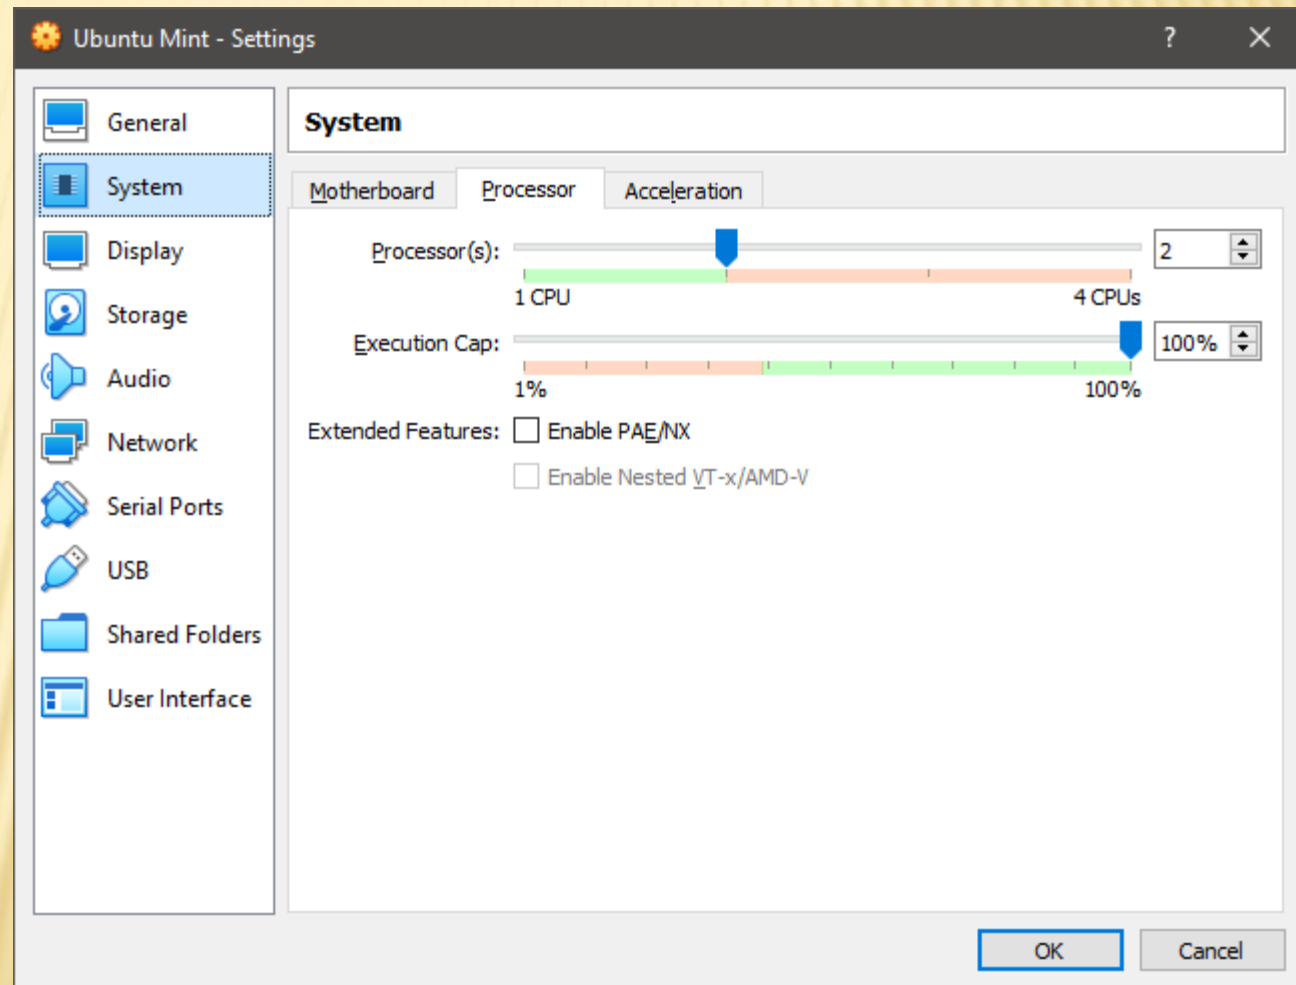 Ubuntu Mint - Settings
?
General
System
Display
Storage
Audio
Network
Serial Ports
USB
Shared Folders
User Interface
System
Motherboard Processor Acceleration
Processor(s): 2
1 CPU 4 CPUs
Execution Cap: 100%
1% 100%
Extended Features: Enable PAE/NX
Enable Nested VT-x/AMD-V
OK Cancel